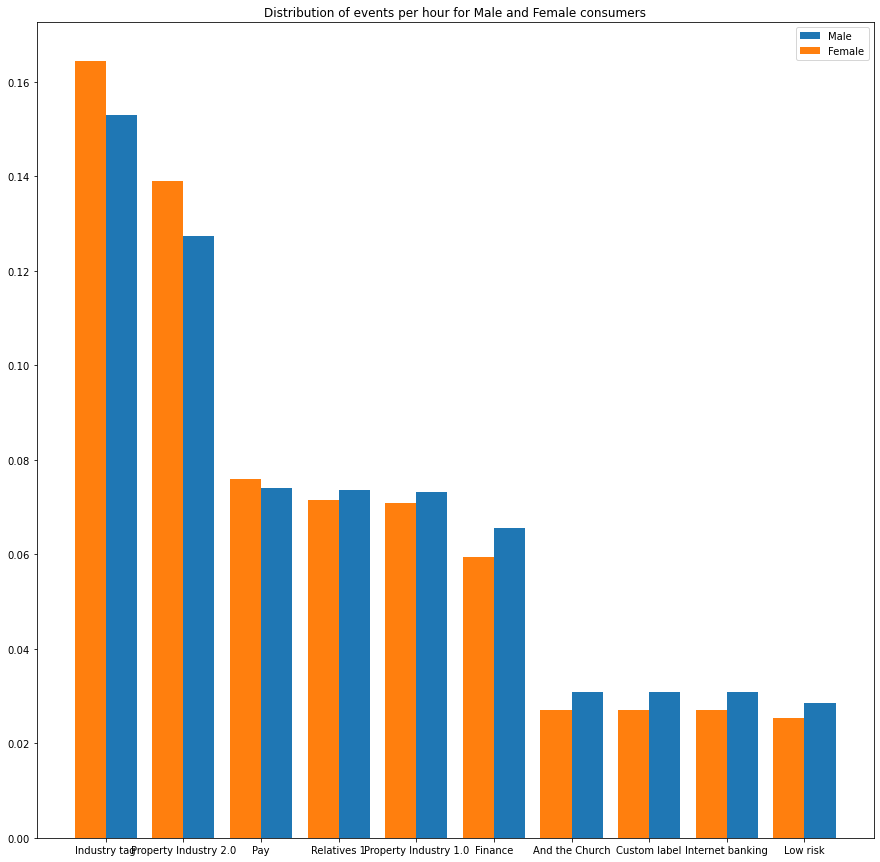 Distribution of events per hour for Male and Female consumers
Male
Female
0.16
0.14
0.12
0.10
0.08
0.06
0.04
0.02
0.00
Industry tag Property Industry 2.0 Pay Relatives 1 Property Industry 1.0 Finance And the Church Custom label Internet banking Low risk